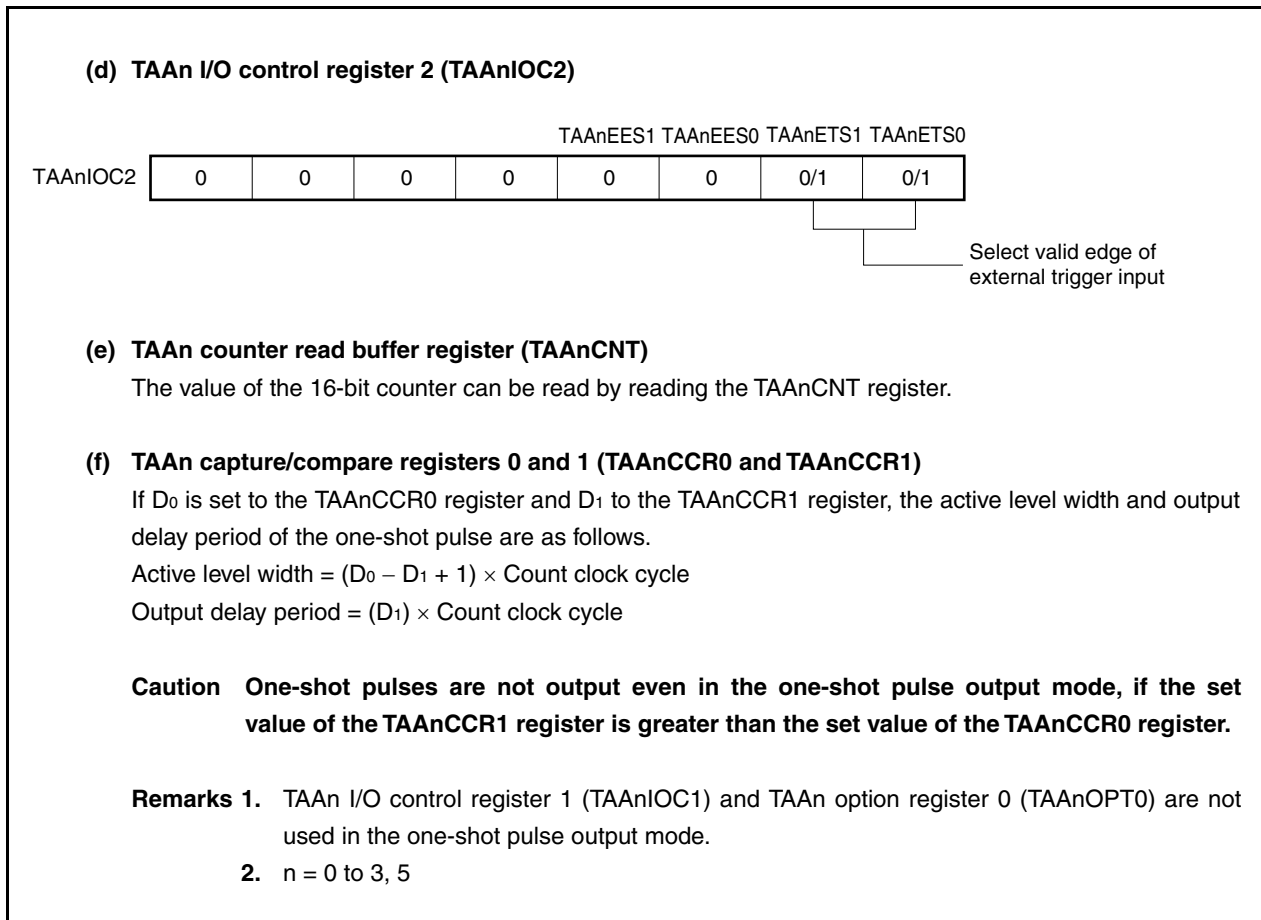 (d) TAAn I/O control register 2 (TAAnIOC2)
TAAnEES1 TAAnEES0 TAAnETS1 TAAnETS0
TAAnIOC2 0 0 0 0 0 0 0/1 0/1
Select valid edge of
external trigger input
(e) TAAn counter read buffer register (TAAnCNT)
The value of the 16-bit counter can be read by reading the TAAnCNT register.
(f) TAAn capture/compare registers 0 and 1 (TAAnCCR0 and TAAnCCR1)
If D0 is set to the TAAnCCR0 register and D1 to the TAAnCCR1 register, the active level width and output
delay period of the one-shot pulse are as follows.
Active level width = (D0 − D1 + 1) × Count clock cycle
Output delay period = (D1) × Count clock cycle
Caution One-shot pulses are not output even in the one-shot pulse output mode, if the set
value of the TAAnCCR1 register is greater than the set value of the TAAnCCR0 register.
Remarks 1. TAAn I/O control register 1 (TAAnIOC1) and TAAn option register 0 (TAAnOPT0) are not
used in the one-shot pulse output mode.
2. n = 0 to 3, 5